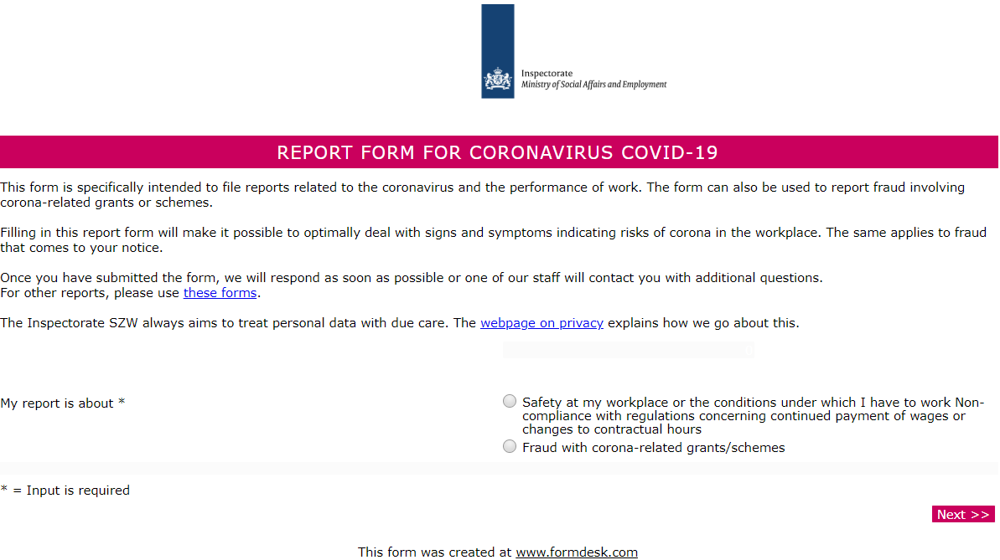 Inspectorate
Ministry of Social Affairs and Employment
REPORT FORM FOR CORONAVIRUS COVID-19
This form is specifically intended to file reports related to the coronavirus and the performance of work. The form can also be used to report fraud involving
corona-related grants or schemes.
Filling in this report form will make it possible to optimally deal with signs and symptoms indicating risks of corona in the workplace. The same applies to fraud
that comes to your notice.
Once you have submitted the form, we will respond as soon as possible or one of our staff will contact you with additional questions.
For other reports, please use these forms.
The Inspectorate SZW always aims to treat personal data with due care. The webpage on privacy explains how we go about this.
My report is about *
Safety at my workplace or the conditions under which I have to work Non-
compliance with regulations concerning continued payment of wages or
changes to contractual hours
Fraud with corona-related grants/schemes
* = Input is required
Next >>
This form was created at www.formdesk.com